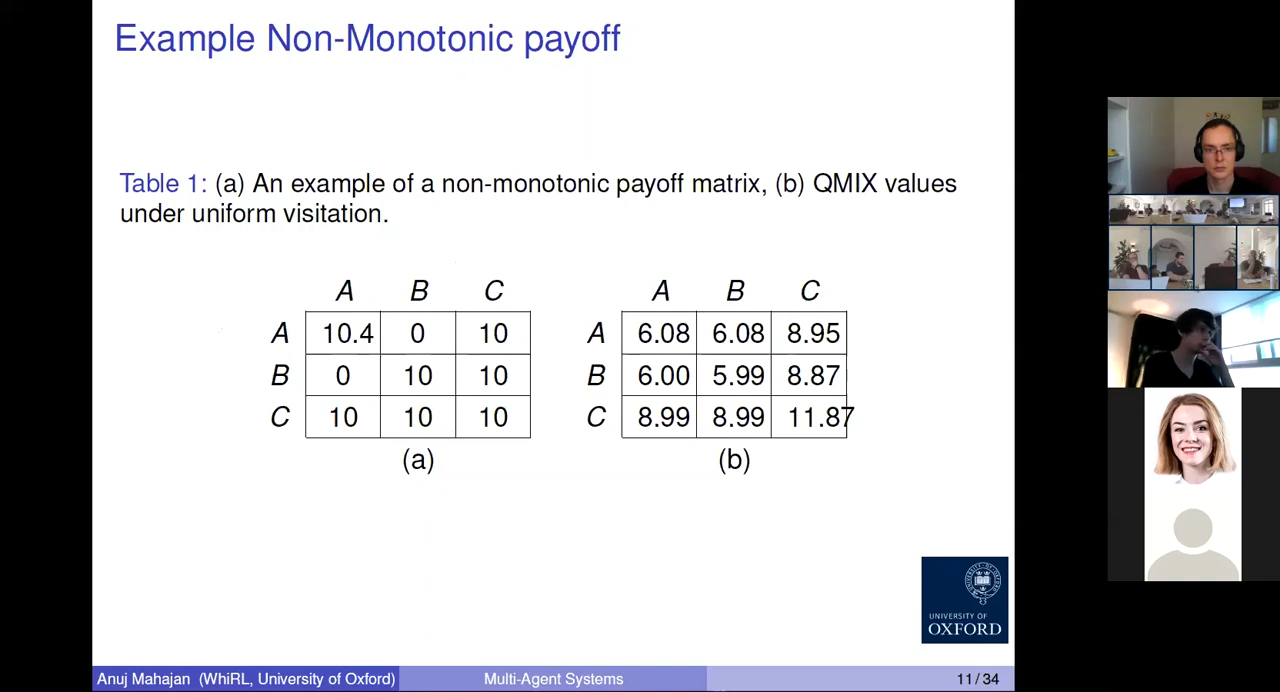 Example Non-Monotonic payoff
Table 1: (a) An example of a non-monotonic payoff matrix, (b) QMIX values
under uniform visitation.
A B C
A 10.4 0 10
B 0 10 10
C 10 10 10
(a)
A B C
A 6.08 6.08 8.95
B 6.00 5.99 8.87
C 8.99 8.99 11.87
(b)
UNIVERSITY OF
OXFORD
Anuj Mahajan (WhiRL, University of Oxford) Multi-Agent Systems 11 / 34